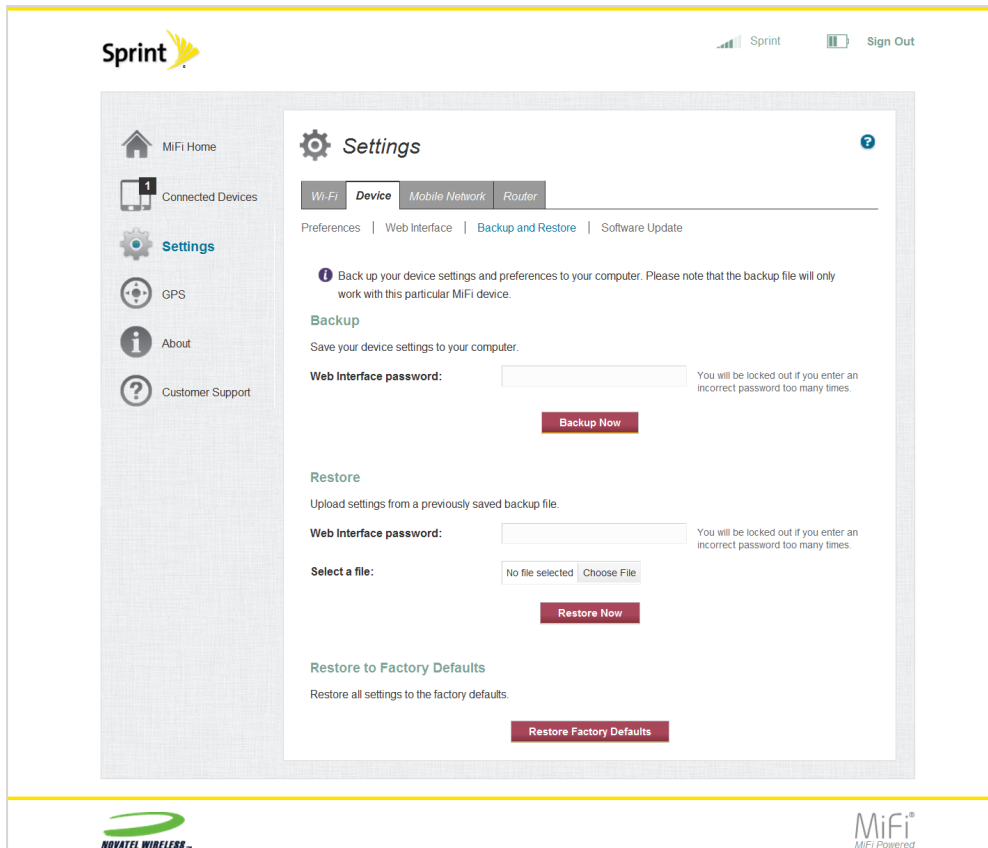 Sprint
Sprint
Sign Out
MiFi Home
1
Connected Devices
Settings
GPS
About
Customer Support
Settings
Wi-Fi
Device
Mobile Network
Router
Preferences | Web Interface | Backup and Restore | Software Update
Back up your device settings and preferences to your computer. Please note that the backup file will only
work with this particular MiFi device.
Backup
Save your device settings to your computer.
Web Interface password:
You will be locked out if you enter an
incorrect password too many times.
Backup Now
Restore
Upload settings from a previously saved backup file.
Web Interface password:
You will be locked out if you enter an
incorrect password too many times.
Select a file:
No file selected
Choose File
Restore Now
Restore to Factory Defaults
Restore all settings to the factory defaults.
Restore Factory Defaults
NOVATEL WIRELESS™
MiFi®
MiFi Powered